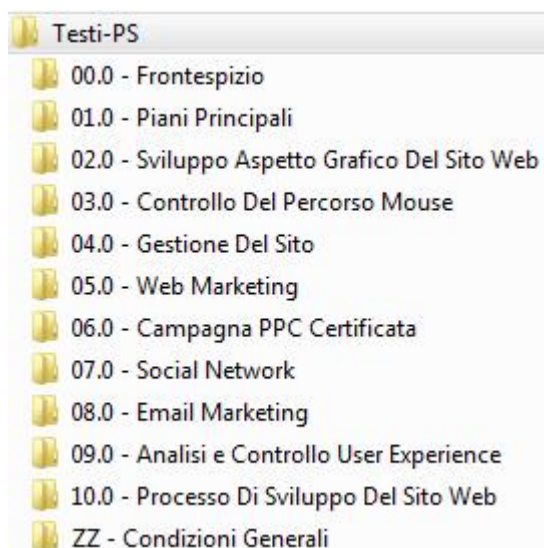 Testi-PS
00.0 - Frontespizio
01.0 - Piani Principali
02.0 - Sviluppo Aspetto Grafico Del Sito Web
03.0 - Controllo Del Percorso Mouse
04.0 - Gestione Del Sito
05.0 - Web Marketing
06.0 - Campagna PPC Certificata
07.0 - Social Network
08.0 - Email Marketing
09.0 - Analisi e Controllo User Experience
10.0 - Processo Di Sviluppo Del Sito Web
ZZ - Condizioni Generali